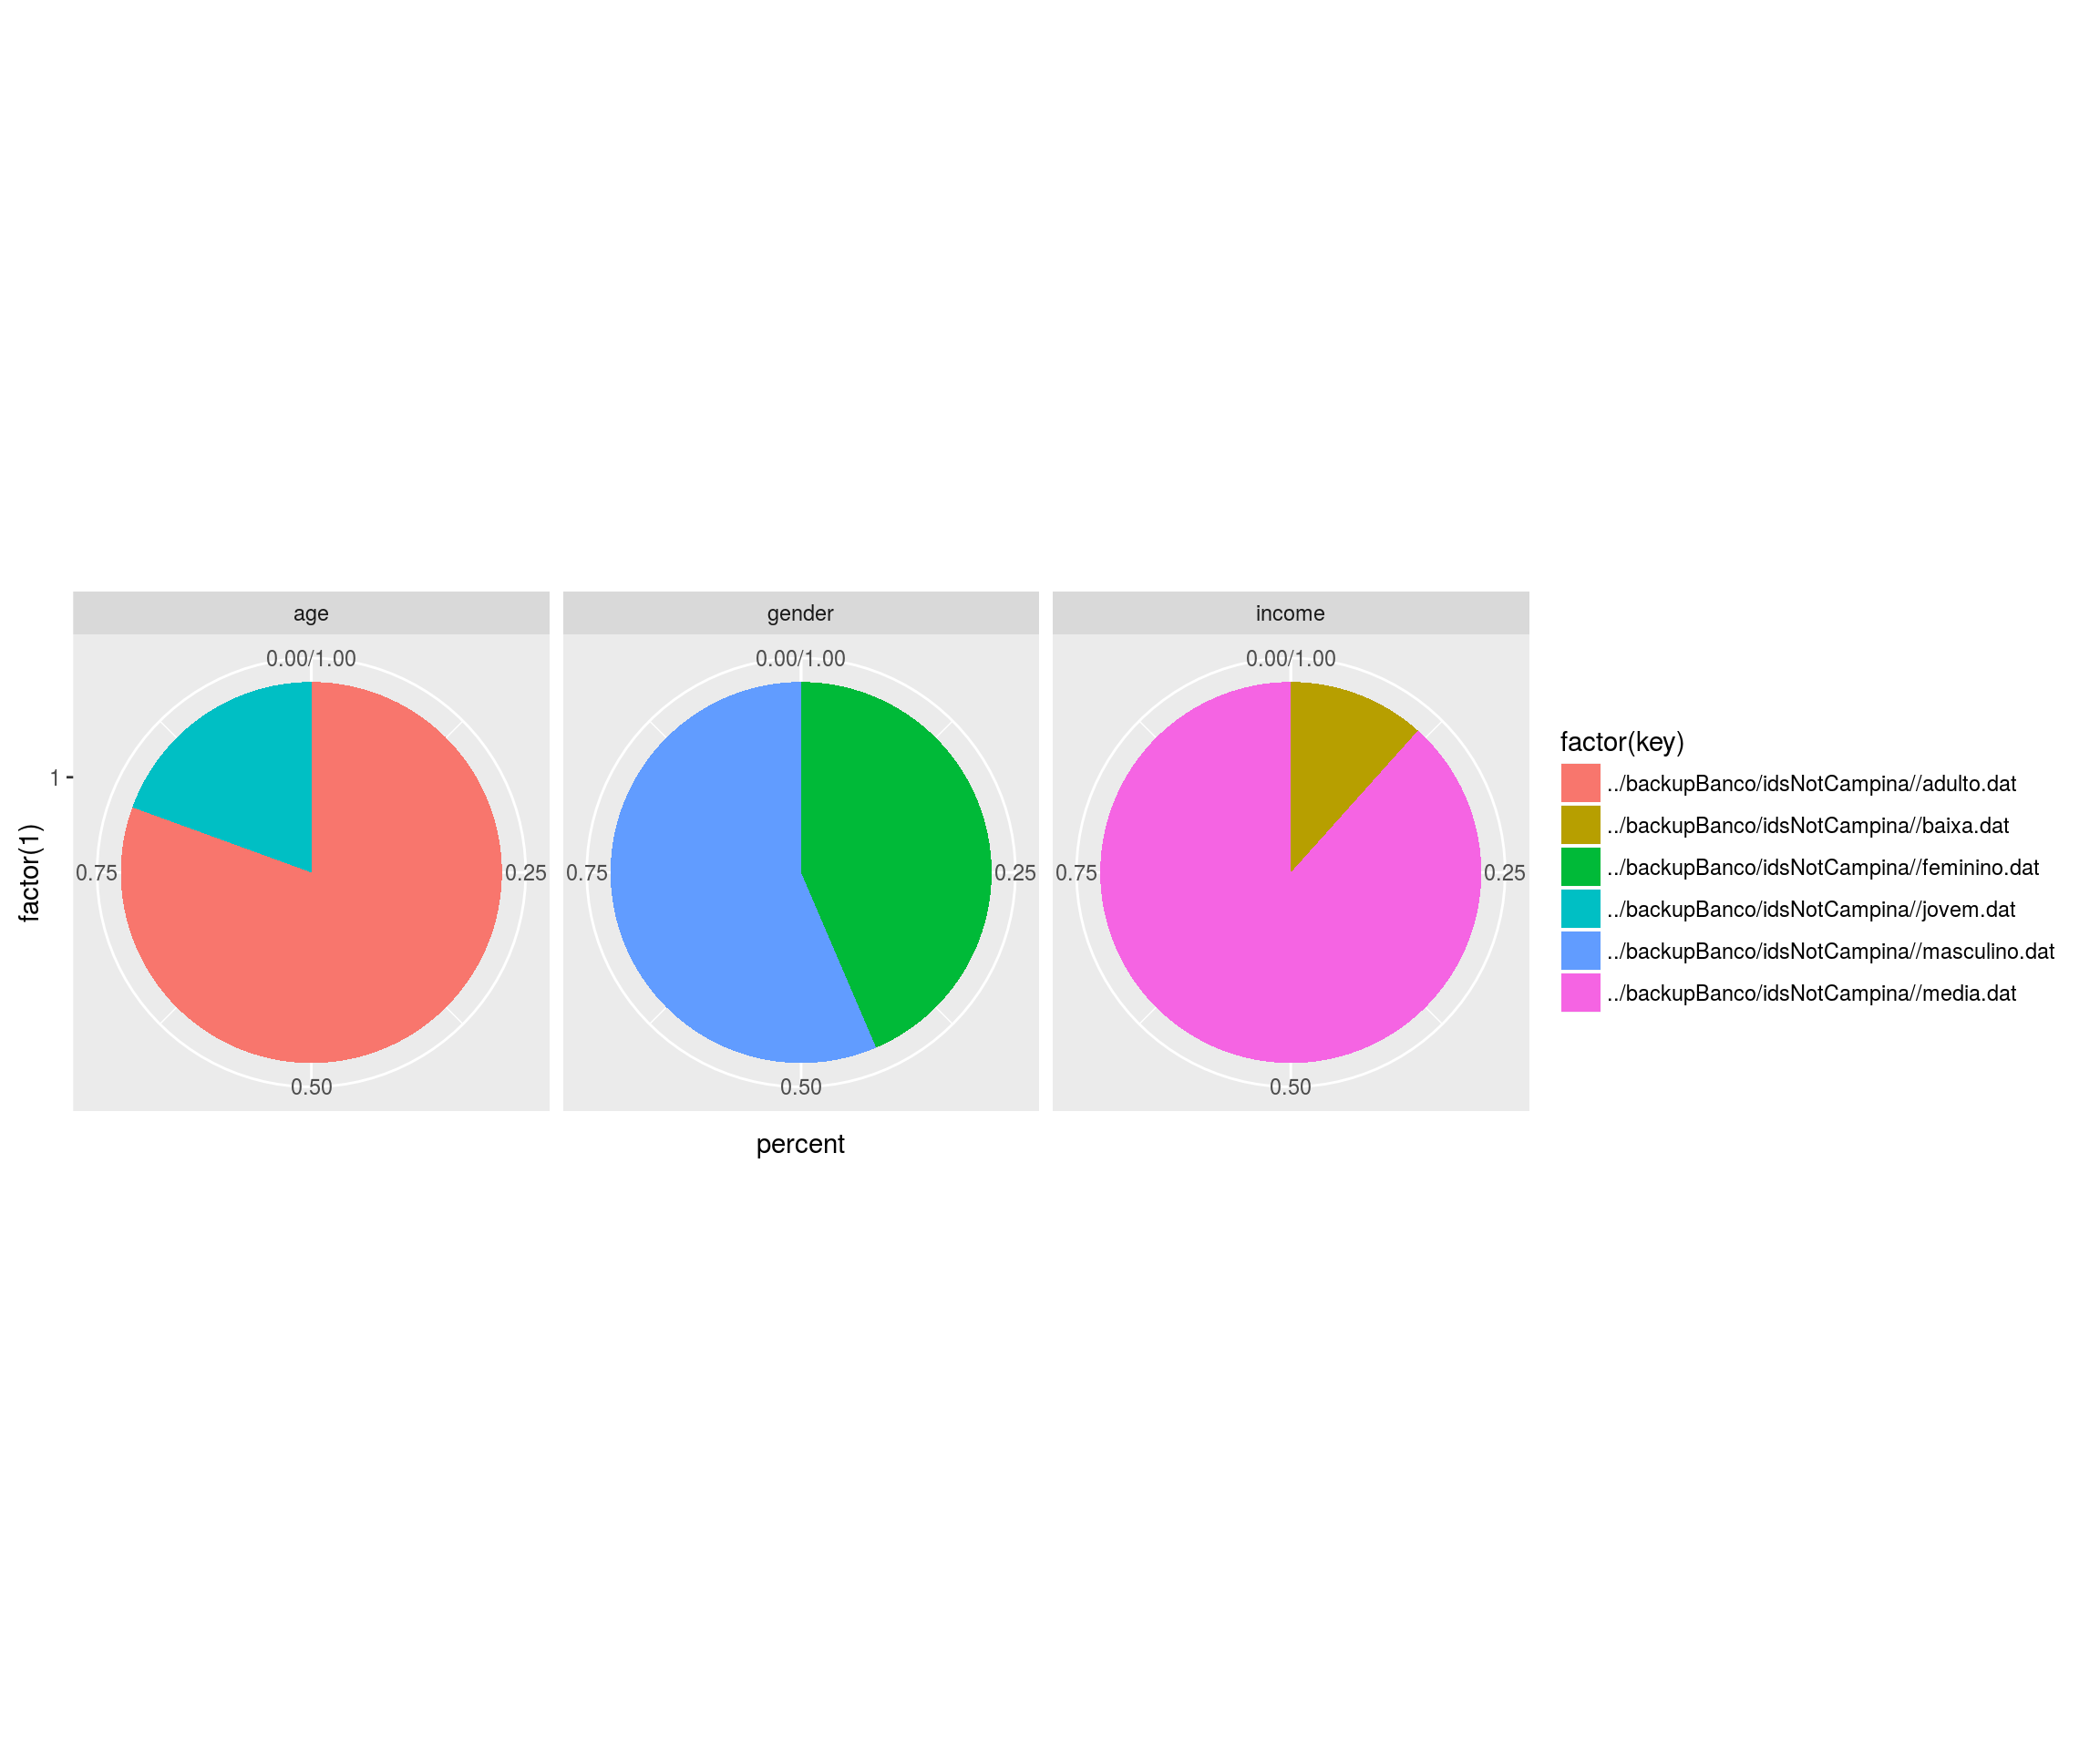 age
gender
income
0.00/1.00
0.00/1.00
0.00/1.00
factor(key)
../backupBanco/idsNotCampina//adulto.dat
../backupBanco/idsNotCampina//baixa.dat
../backupBanco/idsNotCampina//feminino.dat
../backupBanco/idsNotCampina//jovem.dat
../backupBanco/idsNotCampina//masculino.dat
../backupBanco/idsNotCampina//media.dat
1
factor(1)
0.75
0.25
0.75
0.25
0.75
0.25
0.50
0.50
0.50
percent